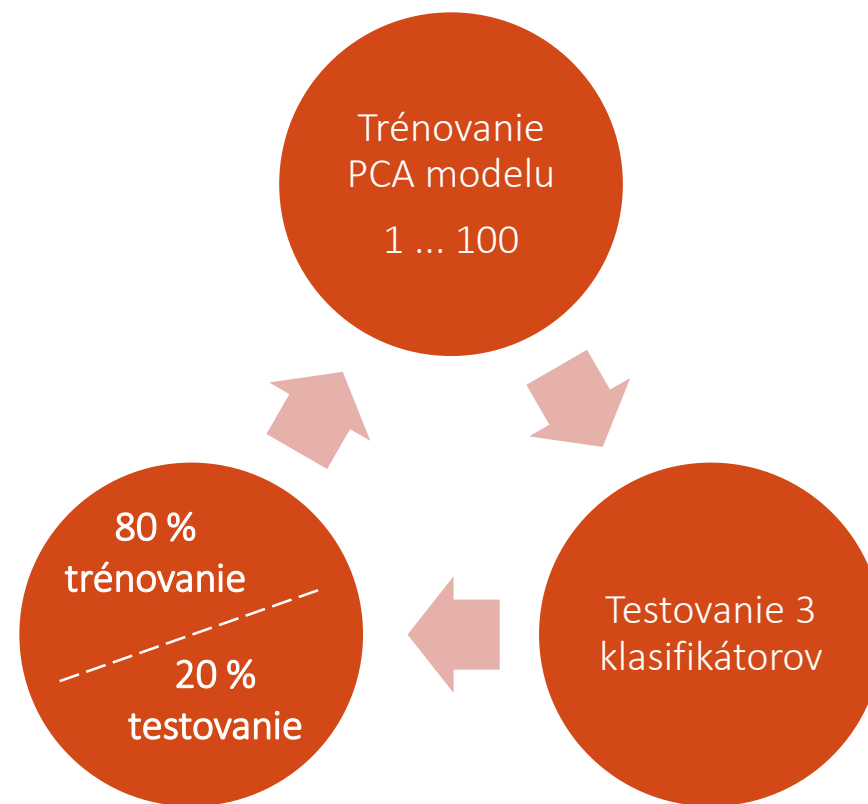 Trénovanie
PCA modelu
1 ... 100
80 %
trénovanie
20 %
testovanie
Testovanie 3
klasifikátorov